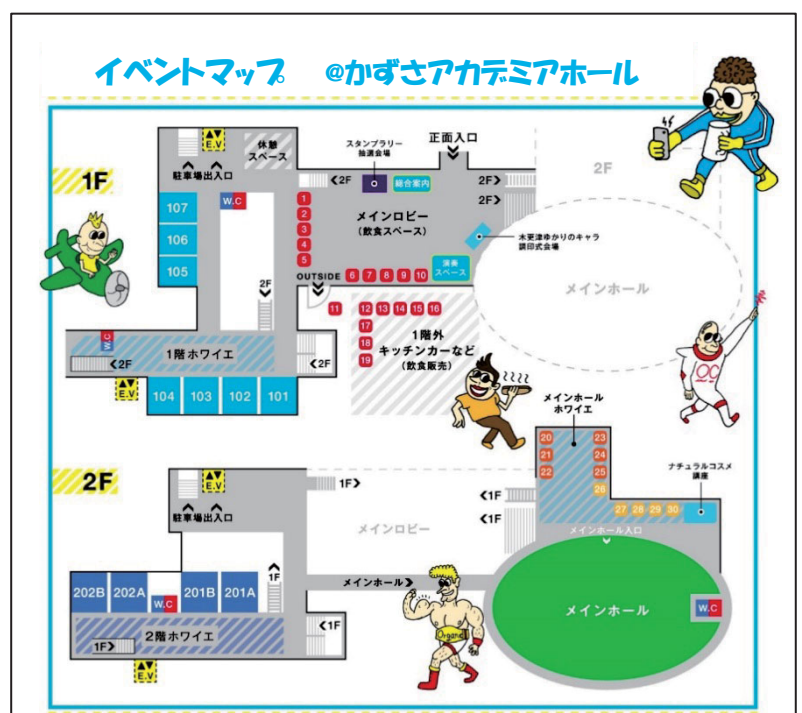 イベントマップ @かずさアカデミアホール
1F
E.V
休憩
スペース
駐車場出入口
W.C
107
106
105
スタンプラリー
抽選会場
正面入口
<2F
総合案内
2F>
2F>
1
2
3
4
5
メインロビー
(飲食スペース)
木更津ゆかりのキャラ
調印式会場
演奏
スペース
OUTSIDE
6 7 8 9 10
2F
メインホール
2F
11
12 13 14 15 16
17
18
19
1階外
キッチンカーなど
(飲食販売)
W.C
1階ホワイエ
<2F
<2F
E.V
104 103 102 101
OC
2F
E.V
駐車場出入口
1F>
メインロビー
<1F
<1F
メインホール
ホワイエ
20
21
22
23
24
25
26
27 28 29 30
ナチュラルコスメ
講座
メインホール入口
メインホール
W.C
メインホール>
202B 202A W.C 201B 201A
1F
2階ホワイエ
1F>
<1F
E.V
Organic